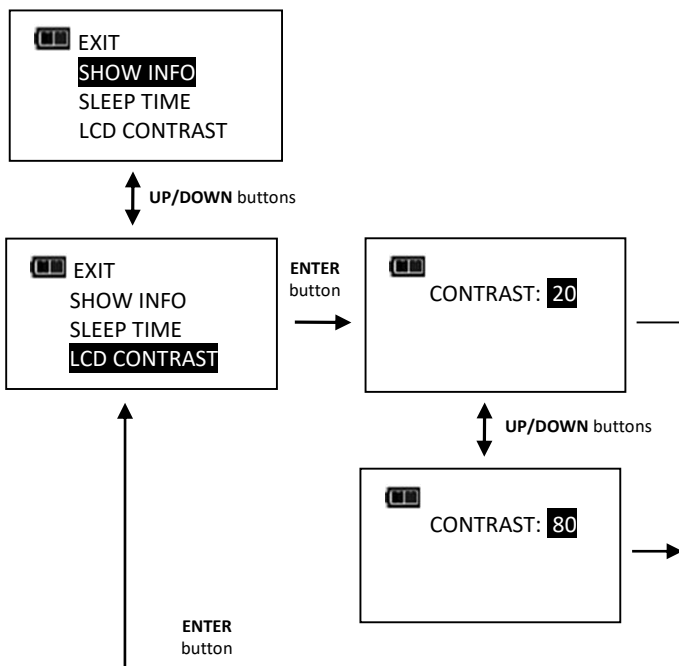 EXIT
SHOW INFO
SLEEP TIME
LCD CONTRAST
UP/DOWN buttons
EXIT
SHOW INFO
SLEEP TIME
LCD CONTRAST
ENTER
button
CONTRAST: 20
UP/DOWN buttons
CONTRAST: 80
ENTER
button